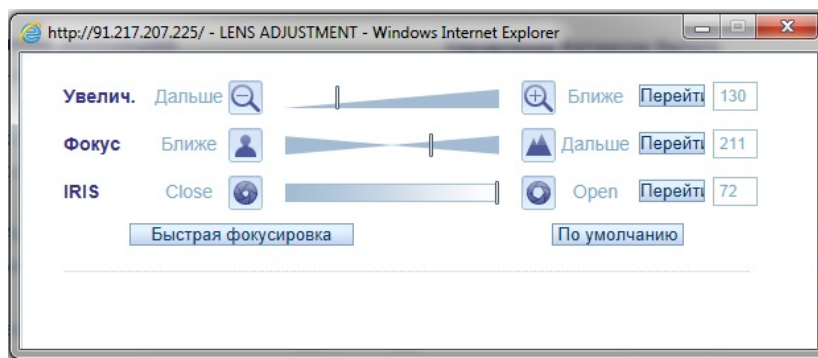 http://91.217.207.225/ - LENS ADJUSTMENT - Windows Internet Explorer
Увелич. Дальше Ближе Перейти 130
Фокус Ближе Дальше Перейти 211
IRIS Close Open Перейти 72
Быстрая фокусировка По умолчанию